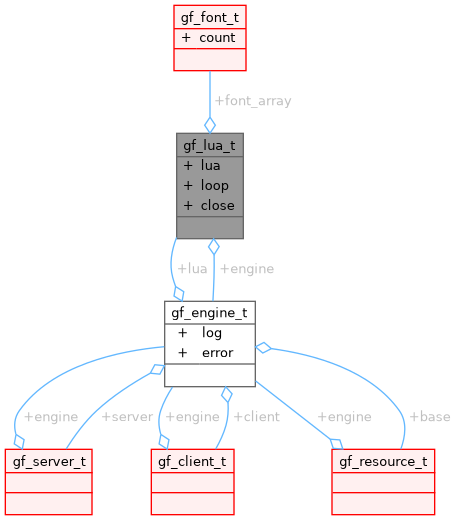 gf_font_t
+ count
+font_array
gf_lua_t
+ lua
+ loop
+ close
+lua
+engine
gf_engine_t
+ log
+ error
+engine
+server
+engine
+client
+engine
+base
gf_server_t
gf_client_t
gf_resource_t